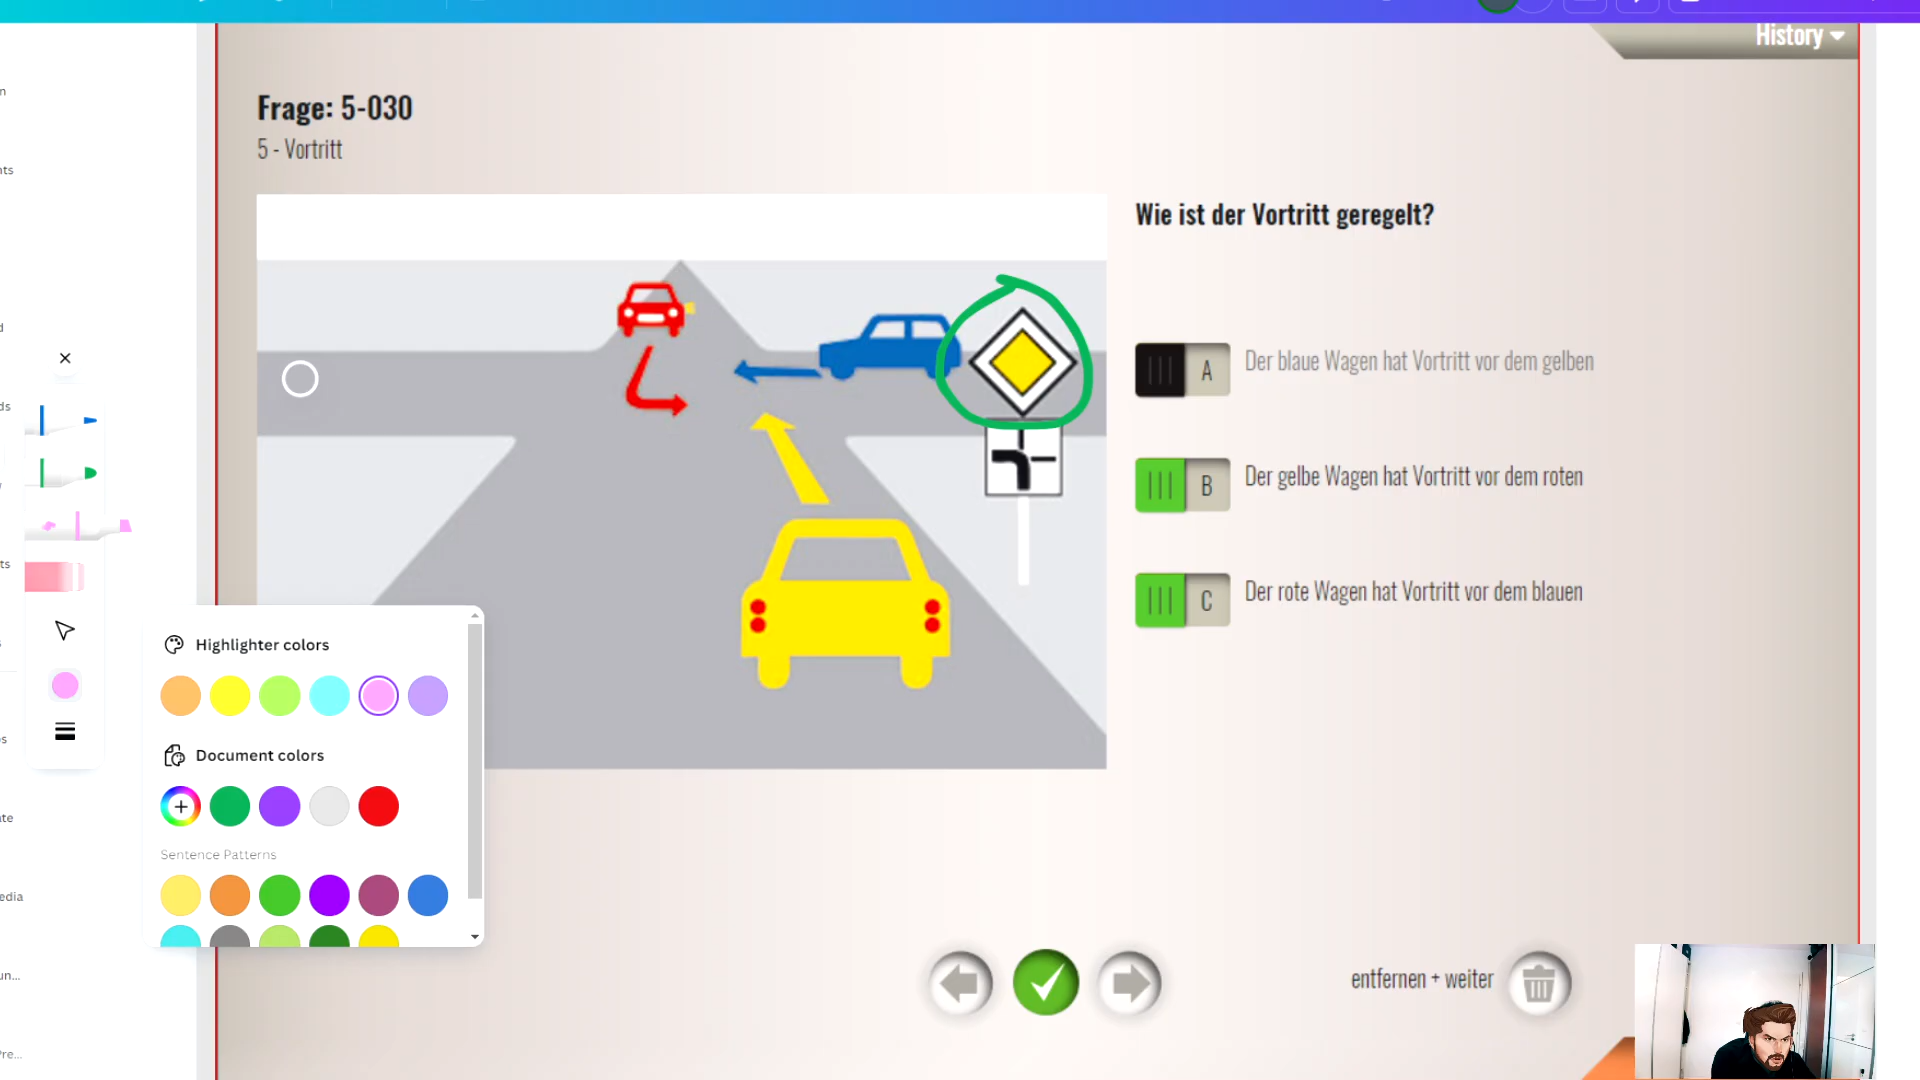 History
Frage: 5-030
5 - Vortritt
Wie ist der Vortritt geregelt?
A Der blaue Wagen hat Vortritt vor dem gelben
B Der gelbe Wagen hat Vortritt vor dem roten
C Der rote Wagen hat Vortritt vor dem blauen
Highlighter colors
Document colors
Sentence Patterns
entfernen + weiter